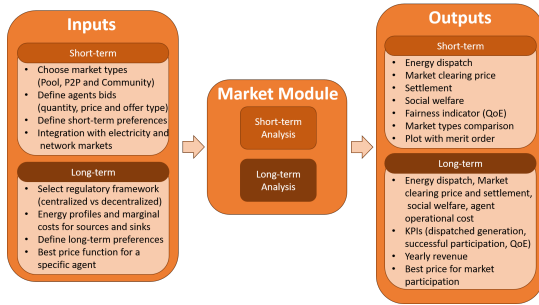 Inputs
Short-term
• Choose market types
(Pool, P2P and Community)
• Define agents bids
(quantity, price and offer type)
• Define short-term preferences
• Integration with electricity and
network markets
Long-term
• Select regulatory framework
(centralized vs decentralized)
• Energy profiles and marginal
costs for sources and sinks
• Define long-term preferences
• Best price function for a
specific agent
Market Module
Short-term
Analysis
Long-term
Analysis
Outputs
Short-term
• Energy dispatch
• Market clearing price
• Settlement
• Social welfare
• Fairness indicator (QoE)
• Market types comparison
• Plot with merit order
Long-term
• Energy dispatch, Market
clearing price and settlement,
social welfare, agent
operational cost
• KPIs (dispatched generation,
successful participation, QoE)
• Yearly revenue
• Best price for market
participation